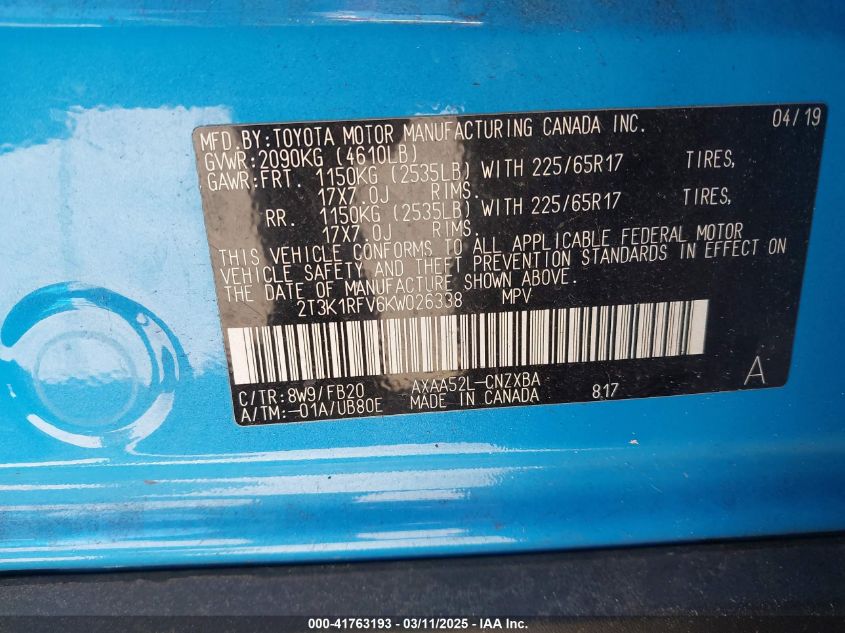 MFD. BY: TOYOTA MOTOR MANUFACTURING CANADA INC. 04/19
GVWR: 2090KG (4610LB)
GAWR: FRT. 1150KG (2535LB) WITH 225/65R17 TIRES,
17X7.0J RIMS.
RR. 1150KG (2535LB) WITH 225/65R17 TIRES,
17X7.0J RIMS.
THIS VEHICLE CONFORMS TO ALL APPLICABLE FEDERAL MOTOR
VEHICLE SAFETY AND THEFT PREVENTION STANDARDS IN EFFECT ON
THE DATE OF MANUFACTURE SHOWN ABOVE.
2T3K1RFV6KW026338 MPV
C/TR: 8W9/FB20 AXAA52L-CNZXBA A
A/TM: -01A/UB80E MADE IN CANADA 8.17
000-41763193 - 03/11/2025 - IAA Inc.